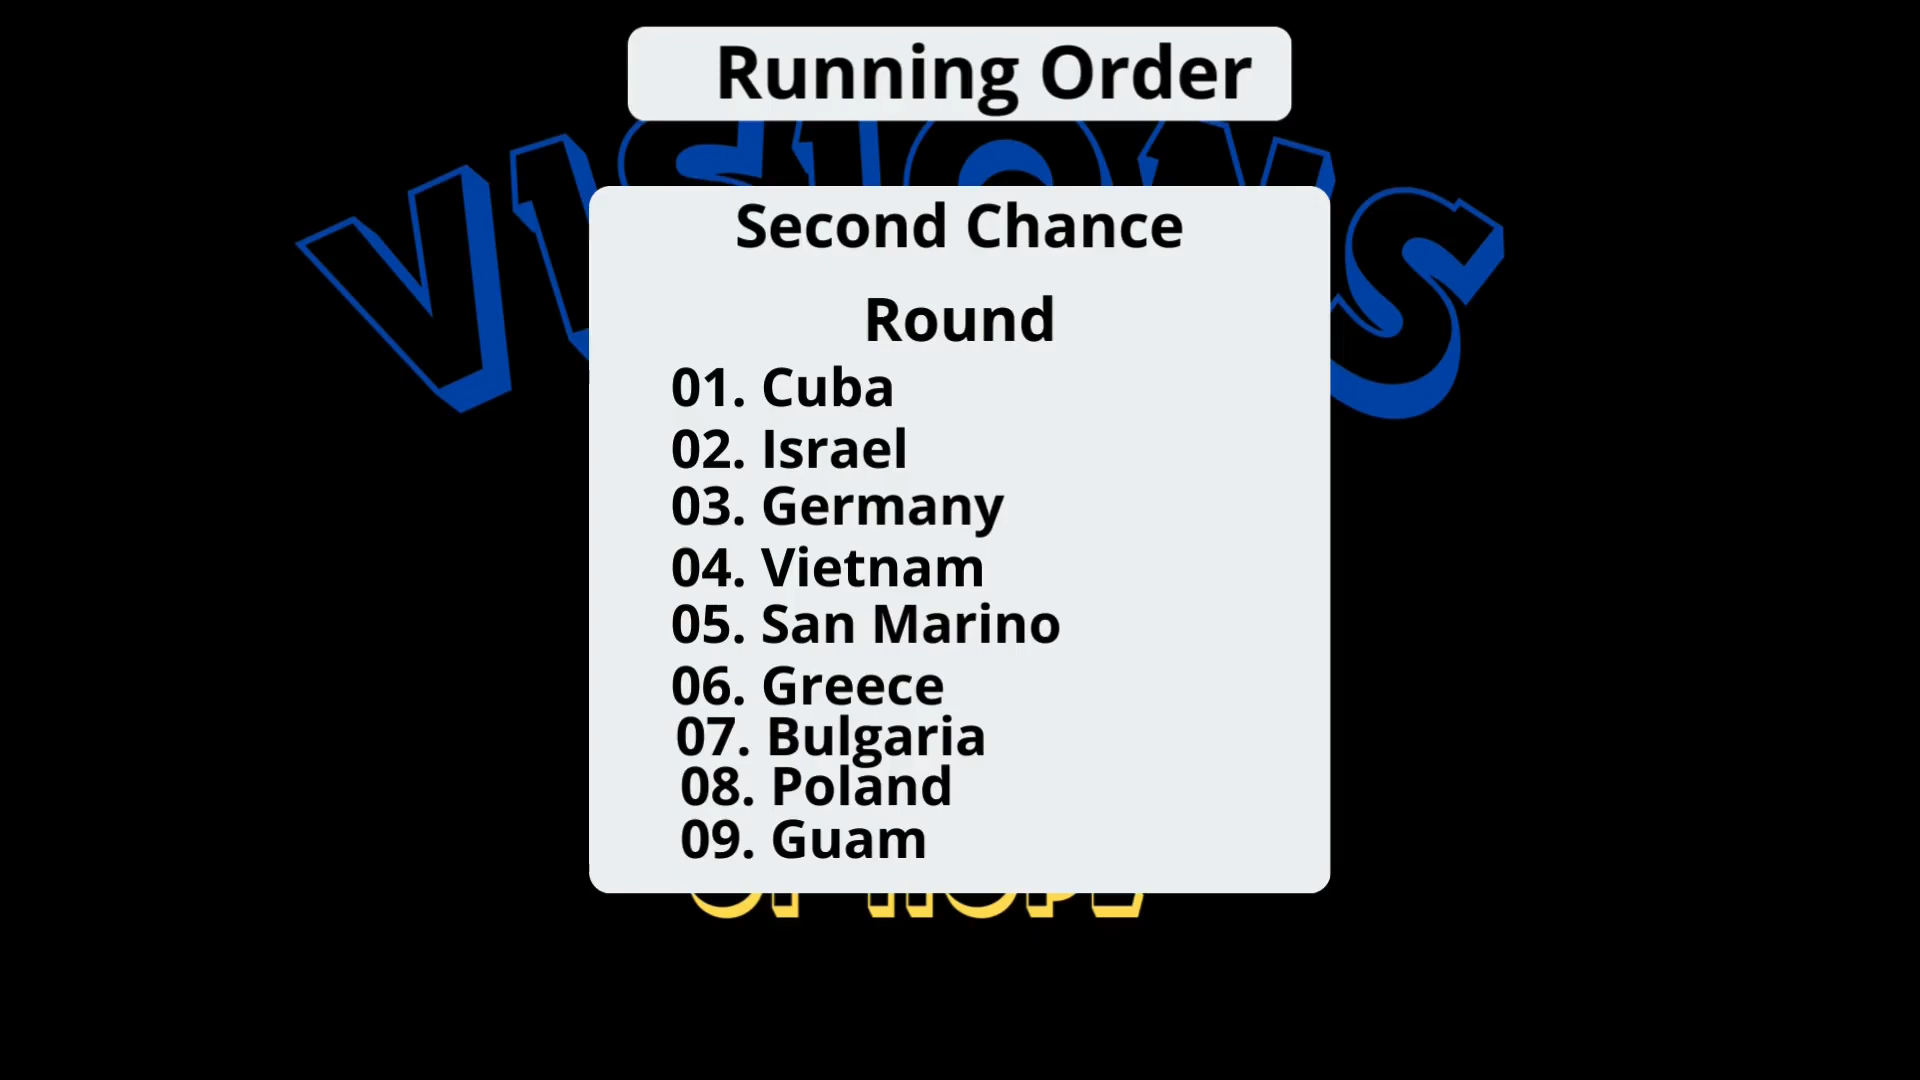 Running Order
VISIONS
Second Chance
Round
01. Cuba
02. Israel
03. Germany
04. Vietnam
05. San Marino
06. Greece
07. Bulgaria
08. Poland
09. Guam